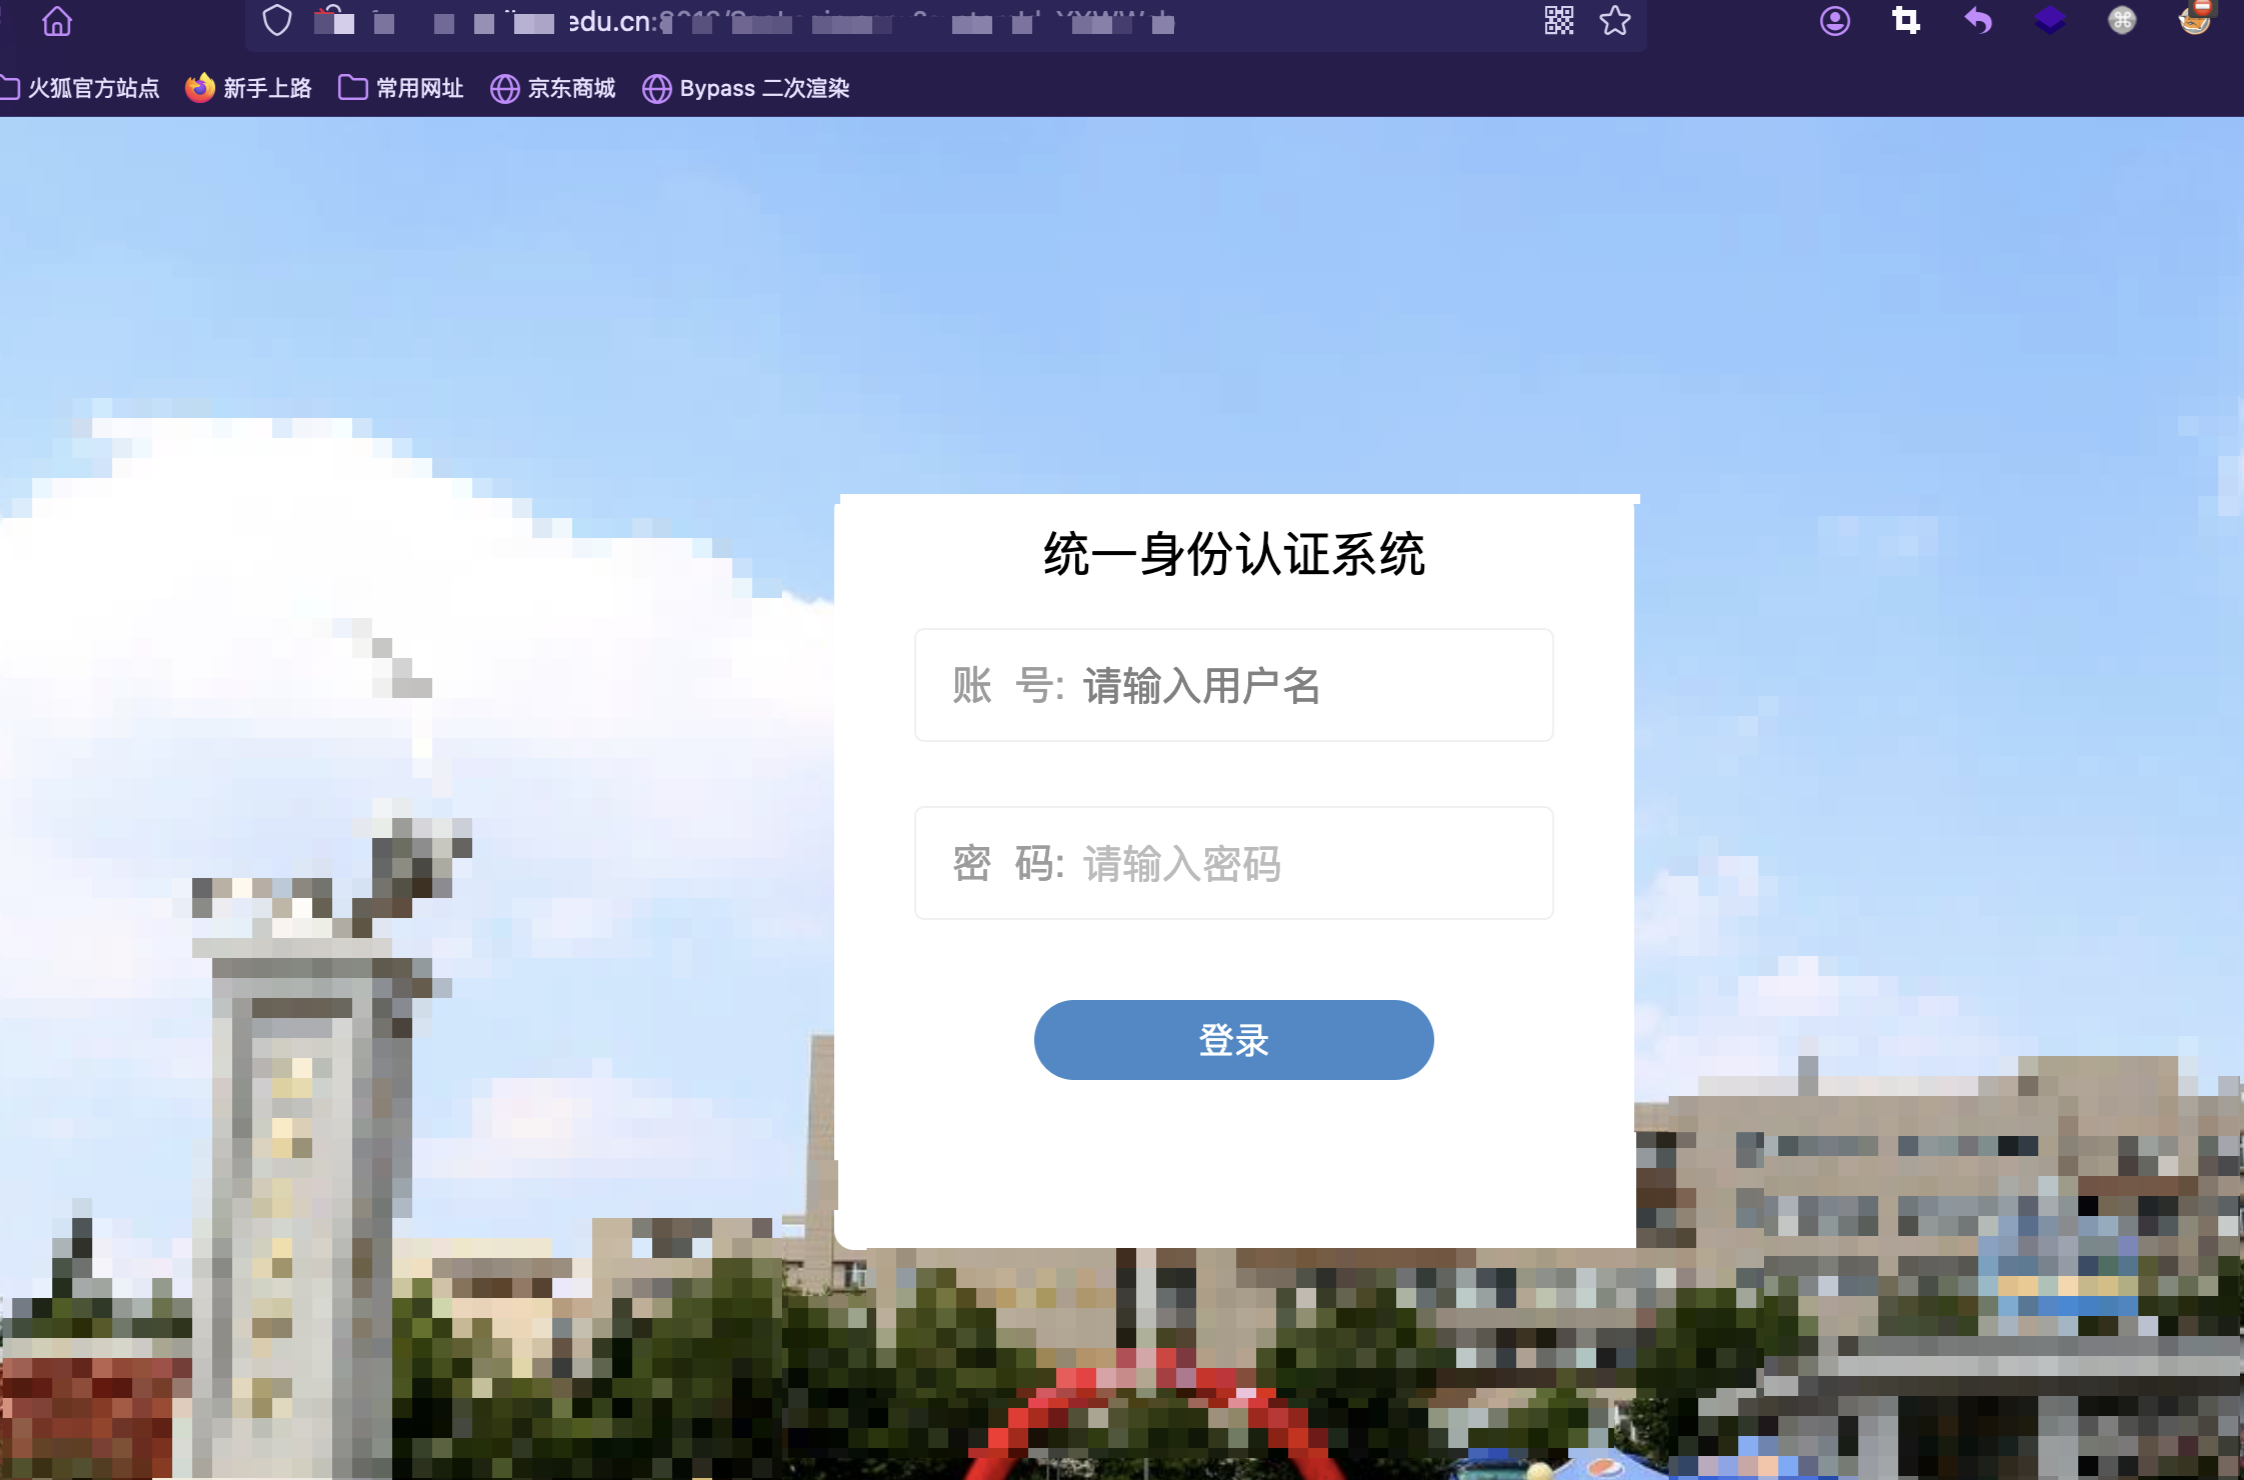 edu.cn:
火狐官方站点 新手上路 常用网址 京东商城 Bypass 二次渲染
统一身份认证系统
账 号: 请输入用户名
密 码: 请输入密码
登录